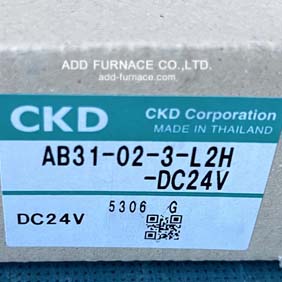 ADD FURNACE CO.,LTD.
add-furnace.com
CKD
CKD Corporation
MADE IN THAILAND
AB31-02-3-L2H
-DC24V
5306 G
DC24V